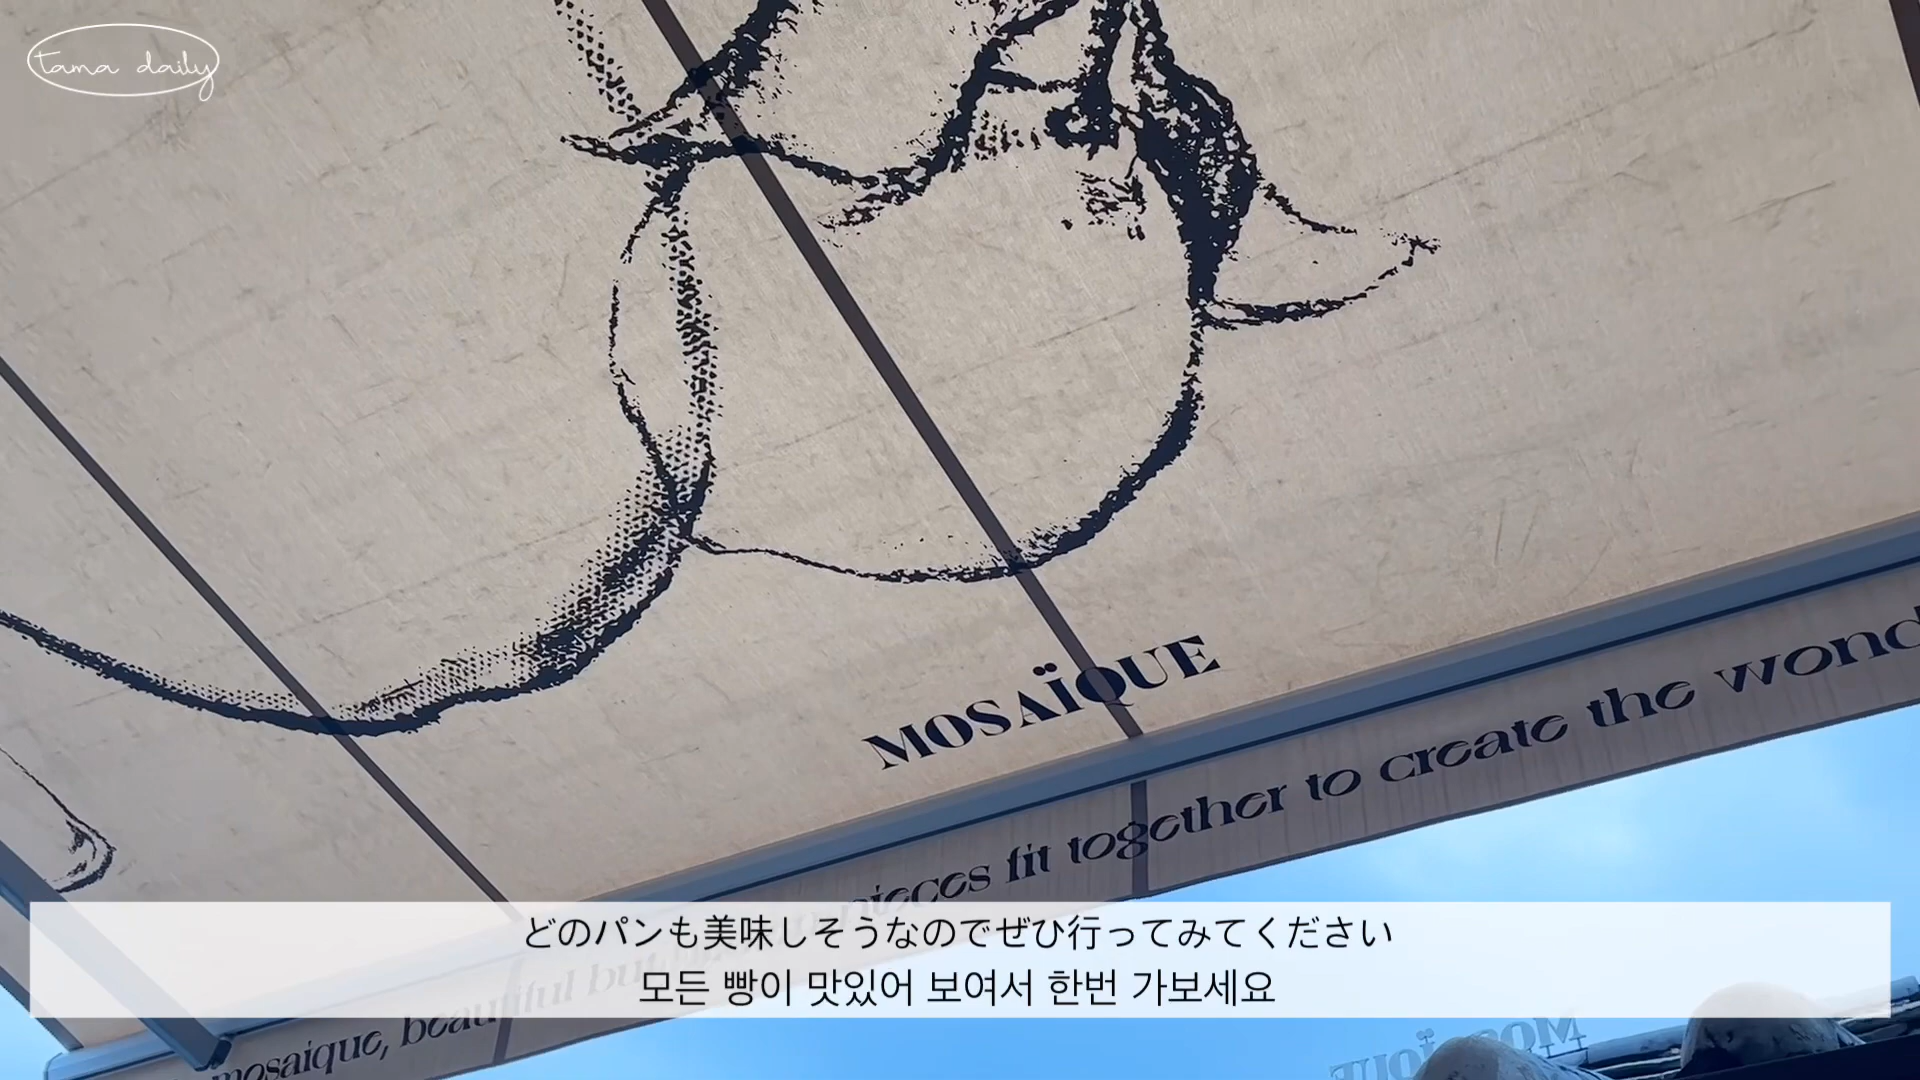 tama daily
MOSAÏQUE
pieces fit together to create the wond
mosaique, beautiful but
どのパンも美味しそうなのでぜひ行ってみてください
모든 빵이 맛있어 보여서 한번 가보세요
MOSAÏQUE